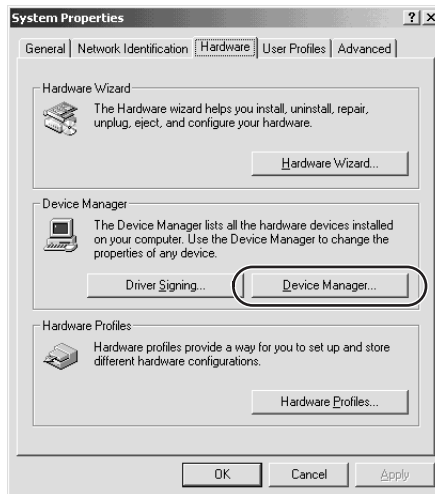 System Properties
? x
General Network Identification Hardware User Profiles Advanced
Hardware Wizard
The Hardware wizard helps you install, uninstall, repair,
unplug, eject, and configure your hardware.
Hardware Wizard...
Device Manager
The Device Manager lists all the hardware devices installed
on your computer. Use the Device Manager to change the
properties of any device.
Driver Signing... Device Manager...
Hardware Profiles
Hardware profiles provide a way for you to set up and store
different hardware configurations.
Hardware Profiles...
OK Cancel Apply